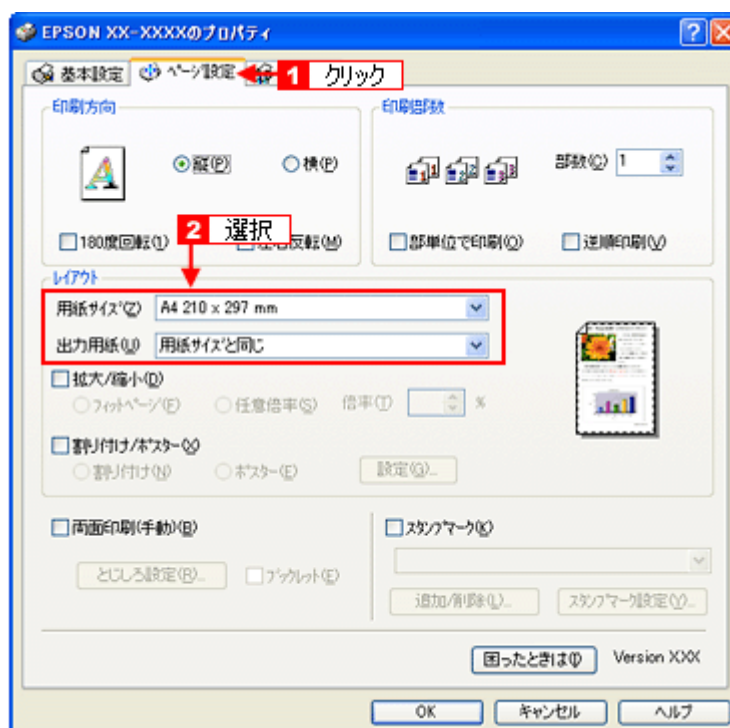 EPSON XX-XXXXのプロパティ
基本設定 ページ設定 1 クリック
印刷方向 印刷部数
縦(P) 横(P) 部数(C) 1
180度回転(1) 2 選択 反転(M) 部単位で印刷(O) 逆順印刷(V)
レイアウト
用紙サイズ(Z) A4 210 x 297 mm
出力用紙(U) 用紙サイズと同じ
拡大/縮小(D)
フィットページ(F) 任意倍率(S) 倍率(T) %
割り付け/ポスター(X)
割り付け(N) ポスター(E) 設定(G)...
両面印刷(手動)(B) スタンプマーク(K)
とじしろ設定(R)... ブックレット(E)
追加/削除(L)... スタンプマーク設定(Y)...
困ったときは(I) Version XXX
OK キャンセル ヘルプ